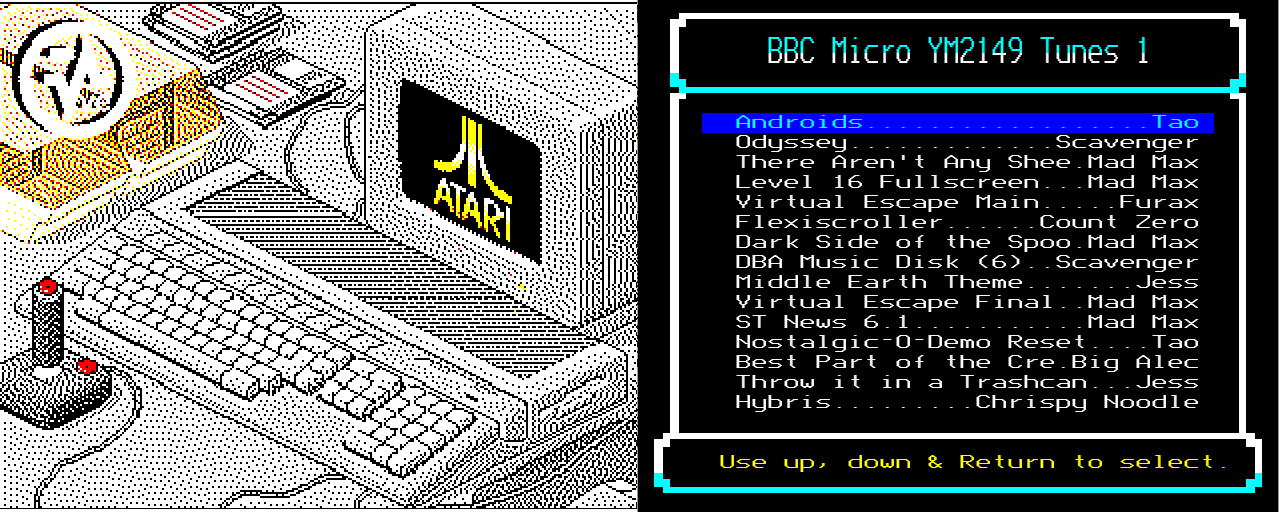 ATARI
BBC Micro YM2149 Tunes 1
Androids..................Tao
Odyssey.............Scavenger
There Aren't Any Shee.Mad Max
Level 16 Fullscreen...Mad Max
Virtual Escape Main.....Furax
Flexiscroller......Count Zero
Dark Side of the Spoo.Mad Max
DBA Music Disk (6)..Scavenger
Middle Earth Theme.......Jess
Virtual Escape Final..Mad Max
ST News 6.1...........Mad Max
Nostalgic-O-Demo Reset....Tao
Best Part of the Cre.Big Alec
Throw it in a Trashcan...Jess
Hybris.........Chrispy Noodle
Use up, down & Return to select.